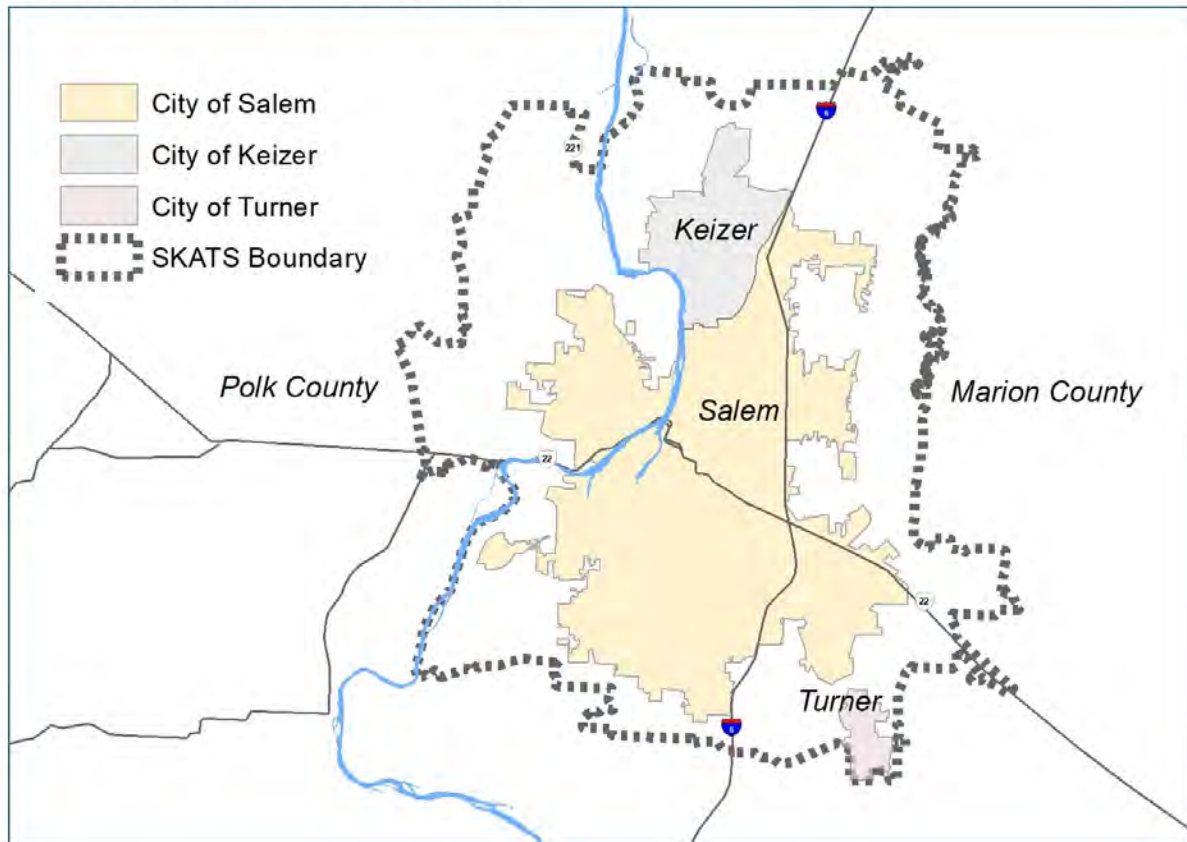 City of Salem
City of Keizer
City of Turner
SKATS Boundary
5
221
Keizer
Polk County
Salem
Marion County
22
22
Turner
5